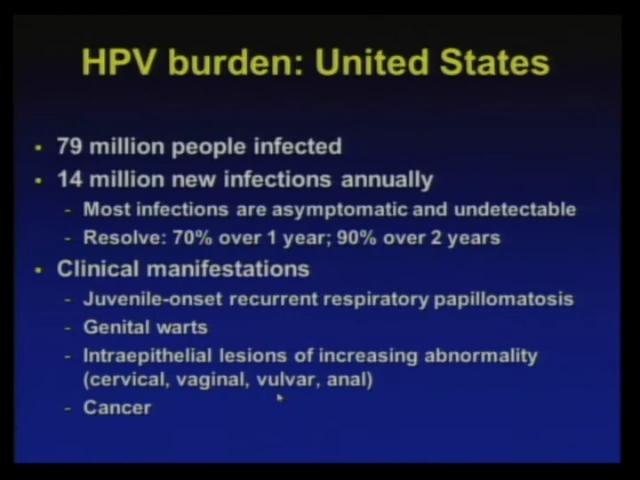 HPV burden: United States
• 79 million people infected
• 14 million new infections annually
- Most infections are asymptomatic and undetectable
- Resolve: 70% over 1 year; 90% over 2 years
• Clinical manifestations
- Juvenile-onset recurrent respiratory papillomatosis
- Genital warts
- Intraepithelial lesions of increasing abnormality
(cervical, vaginal, vulvar, anal)
- Cancer